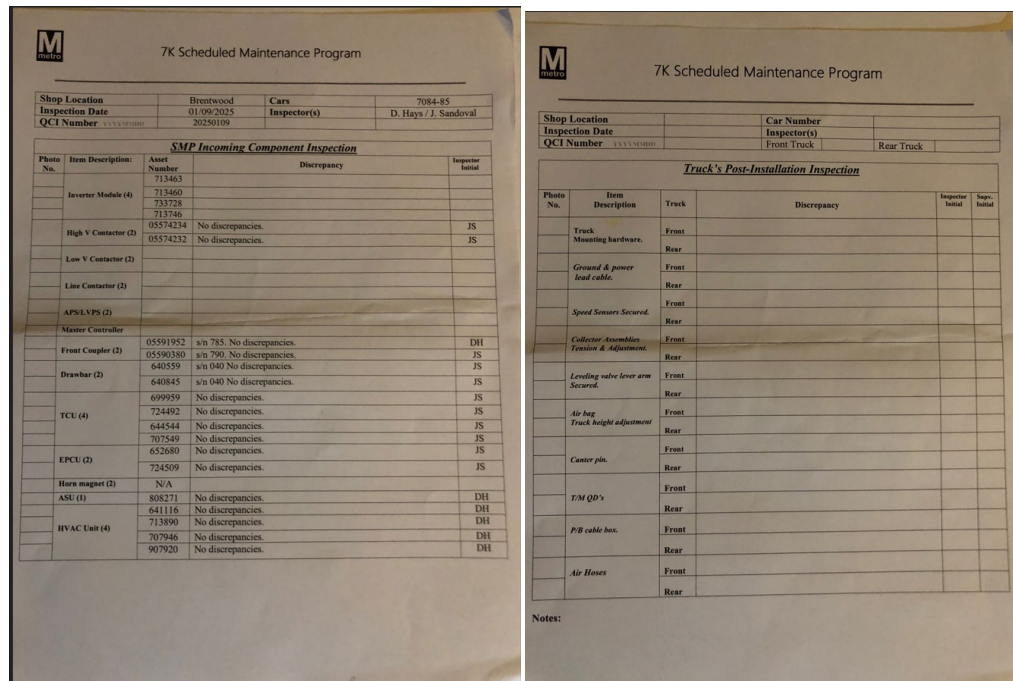 M
metro
7K Scheduled Maintenance Program
Shop Location Brentwood Cars 7084-85
Inspection Date 01/09/2025 Inspector(s) D. Hays / J. Sandoval
QCI Number YYYYMMDD 20250109
SMP Incoming Component Inspection
Photo No. Item Description: Asset Number Discrepancy Inspector Initial
Inverter Module (4) 713463
713460
733728
713746
High V Contactor (2) 05574234 No discrepancies. JS
05574232 No discrepancies. JS
Low V Contactor (2)
Line Contactor (2)
APS/LVPS (2)
Master Controller
Front Coupler (2) 05591952 s/n 785. No discrepancies. DH
05590380 s/n 790. No discrepancies. JS
Drawbar (2) 640559 s/n 040 No discrepancies. JS
640845 s/n 040 No discrepancies. JS
TCU (4) 699959 No discrepancies. JS
724492 No discrepancies. JS
644544 No discrepancies. JS
707549 No discrepancies. JS
EPCU (2) 652680 No discrepancies. JS
724509 No discrepancies. JS
Horn magnet (2) N/A
ASU (1) 808271 No discrepancies. DH
HVAC Unit (4) 641116 No discrepancies. DH
713890 No discrepancies. DH
707946 No discrepancies. DH
907920 No discrepancies. DH
M
metro
7K Scheduled Maintenance Program
Shop Location Car Number
Inspection Date Inspector(s)
QCI Number YYYYMMDD Front Truck Rear Truck
Truck's Post-Installation Inspection
Photo No. Item Description Truck Discrepancy Inspector Initial Supv. Initial
Truck Mounting hardware. Front
Rear
Ground & power lead cable. Front
Rear
Speed Sensors Secured. Front
Rear
Collector Assemblies Tension & Adjustment. Front
Rear
Leveling valve lever arm Secured. Front
Rear
Air bag Truck height adjustment Front
Rear
Canter pin. Front
Rear
T/M QD's Front
Rear
P/B cable box. Front
Rear
Air Hoses Front
Rear
Notes: